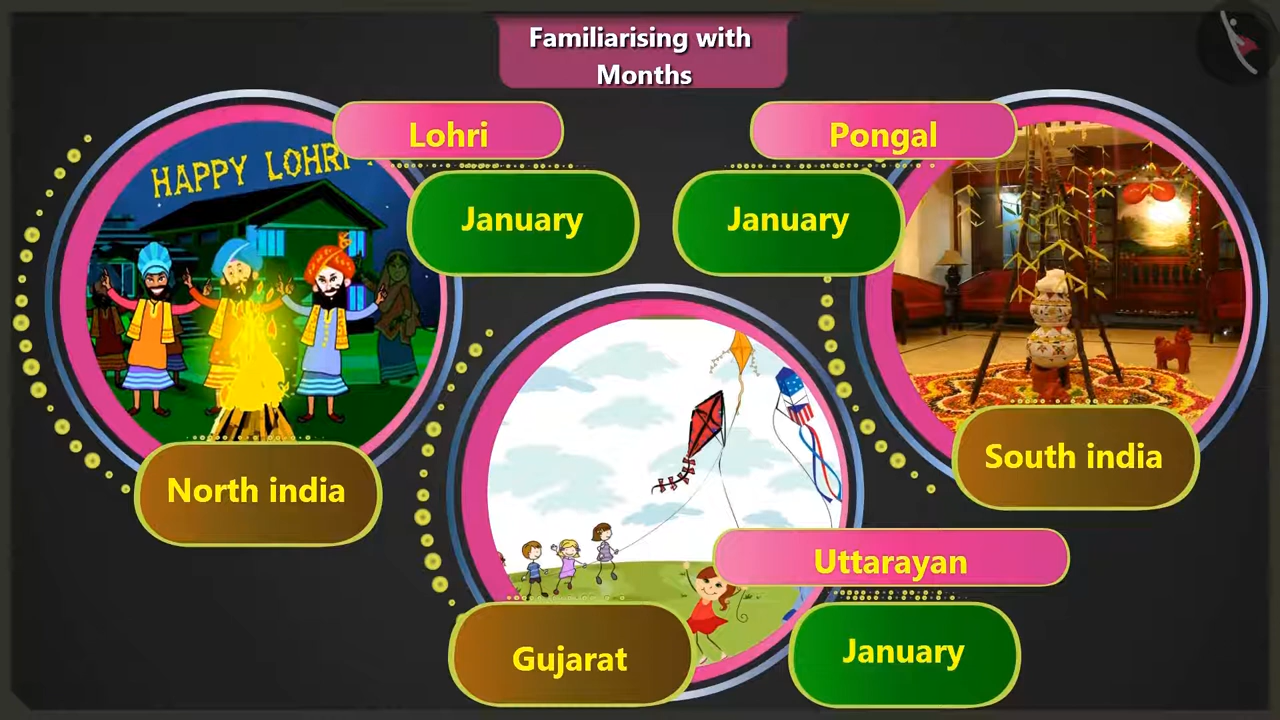 Familiarising with
Months
Lohri
Pongal
HAPPY LOHRI
January
January
North india
South india
Uttarayan
Gujarat
January